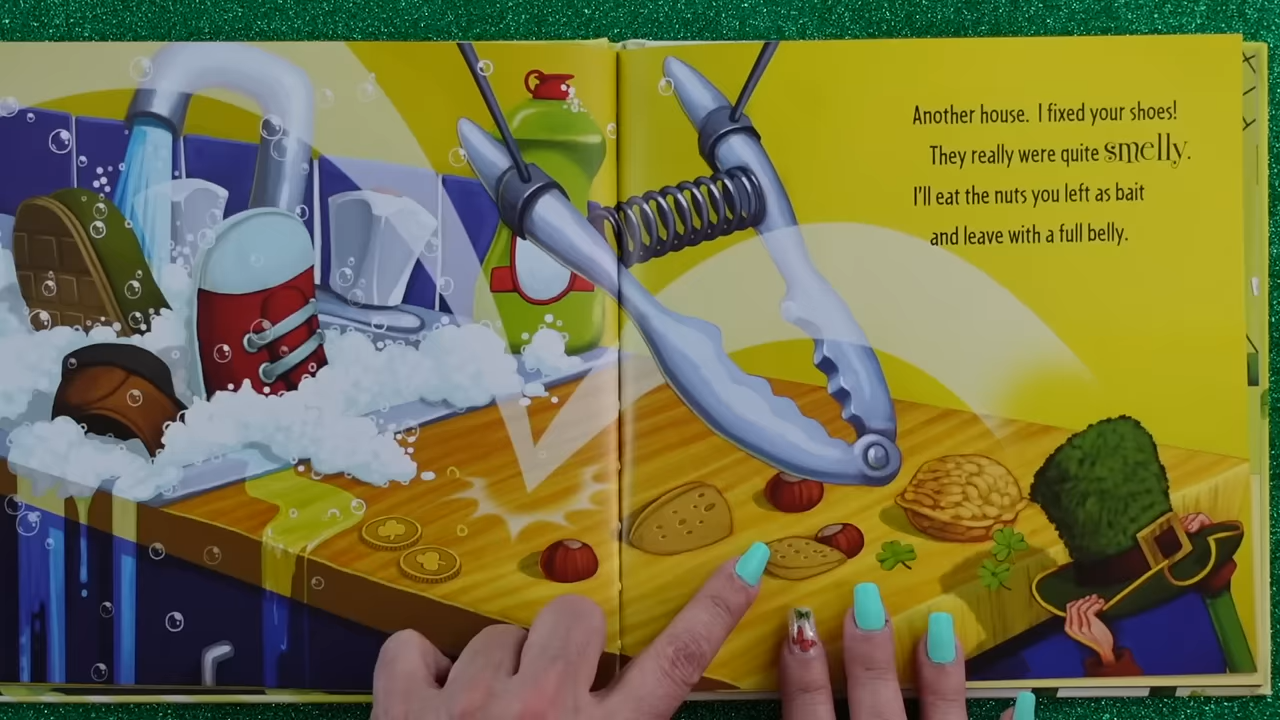 Another house. I fixed your shoes!
They really were quite smelly.
I'll eat the nuts you left as bait
and leave with a full belly.